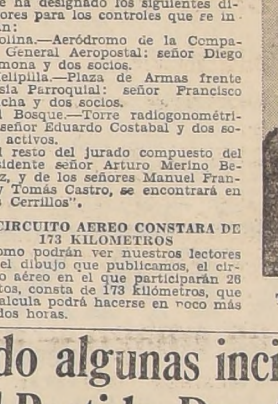 e ha designado los siguientes di-
ores para los controles que se in-
an:
olina.—Aeródromo de la Compa-
General Aeropostal: señor Diego
mona y dos socios.
elipilla.—Plaza de Armas frente
sia Parroquial: señor Francisco
cha y dos socios.
l Bosque.—Torre radiogonométri-
señor Eduardo Costabal y dos so-
activos.
resto del jurado compuesto del
sidente señor Arturo Merino Be-
z, y de los señores Manuel Fran-
y Tomás Castro, se encontrará en
Cerrillos".
CIRCUITO AEREO CONSTARA DE
173 KILOMETROS
omo podrán ver nuestros lectores
el dibujo que publicamos, el cir-
o aéreo en el que participarán 26
tos, consta de 173 kilómetros, que
alcula podrá hacerse en poco más
dos horas.
do algunas inci